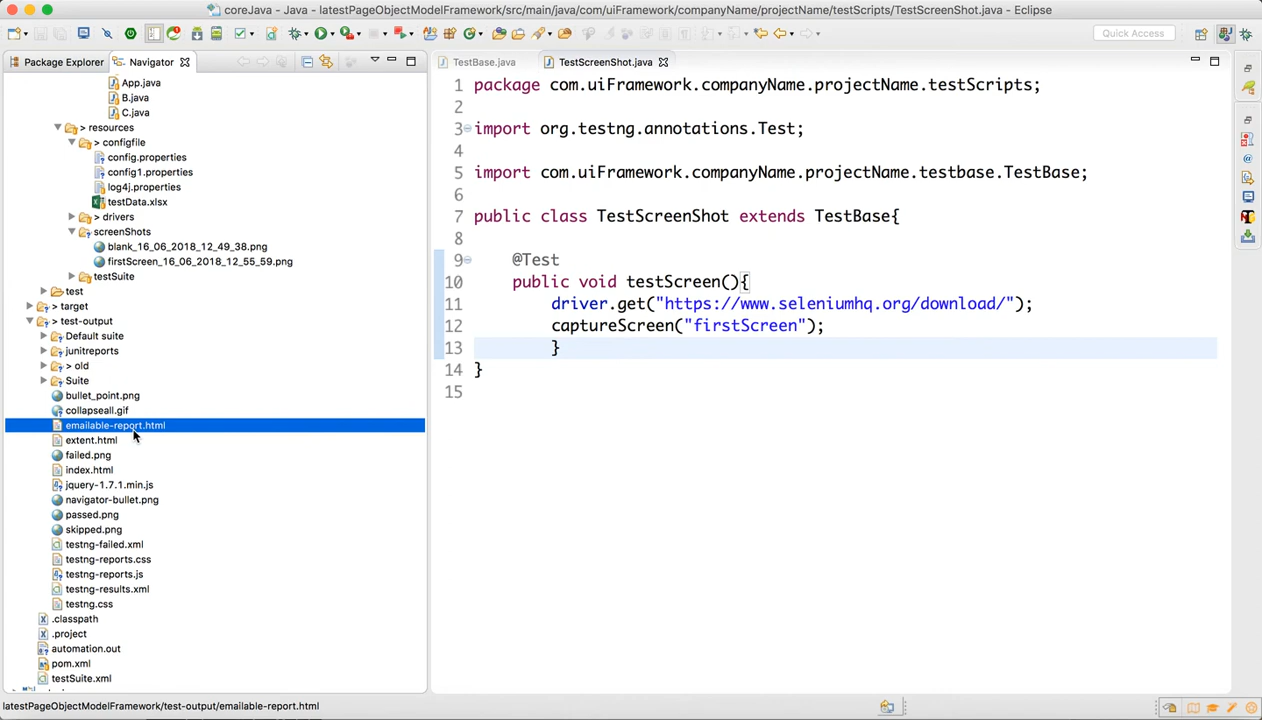 coreJava - Java - latestPageObjectModelFramework/src/main/java/com/uiFramework/companyName/projectName/testScripts/TestScreenShot.java - Eclipse
Quick Access
Package Explorer
Navigator
TestBase.java
TestScreenShot.java
App.java
B.java
C.java
> resources
> configfile
config.properties
config1.properties
log4j.properties
testData.xlsx
> drivers
screenShots
blank_16_06_2018_12_49_38.png
firstScreen_16_06_2018_12_55_59.png
testSuite
test
> target
> test-output
Default suite
junitreports
> old
Suite
bullet_point.png
collapseall.gif
emailable-report.html
extent.html
failed.png
index.html
jquery-1.7.1.min.js
navigator-bullet.png
passed.png
skipped.png
testng-failed.xml
testng-reports.css
testng-reports.js
testng-results.xml
testng.css
.classpath
.project
automation.out
pom.xml
testSuite.xml
1 package com.uiFramework.companyName.projectName.testScripts;
2
3 import org.testng.annotations.Test;
4
5 import com.uiFramework.companyName.projectName.testbase.TestBase;
6
7 public class TestScreenShot extends TestBase{
8
9 @Test
10 public void testScreen(){
11 driver.get("https://www.seleniumhq.org/download/");
12 captureScreen("firstScreen");
13 }
14 }
15
latestPageObjectModelFramework/test-output/emailable-report.html